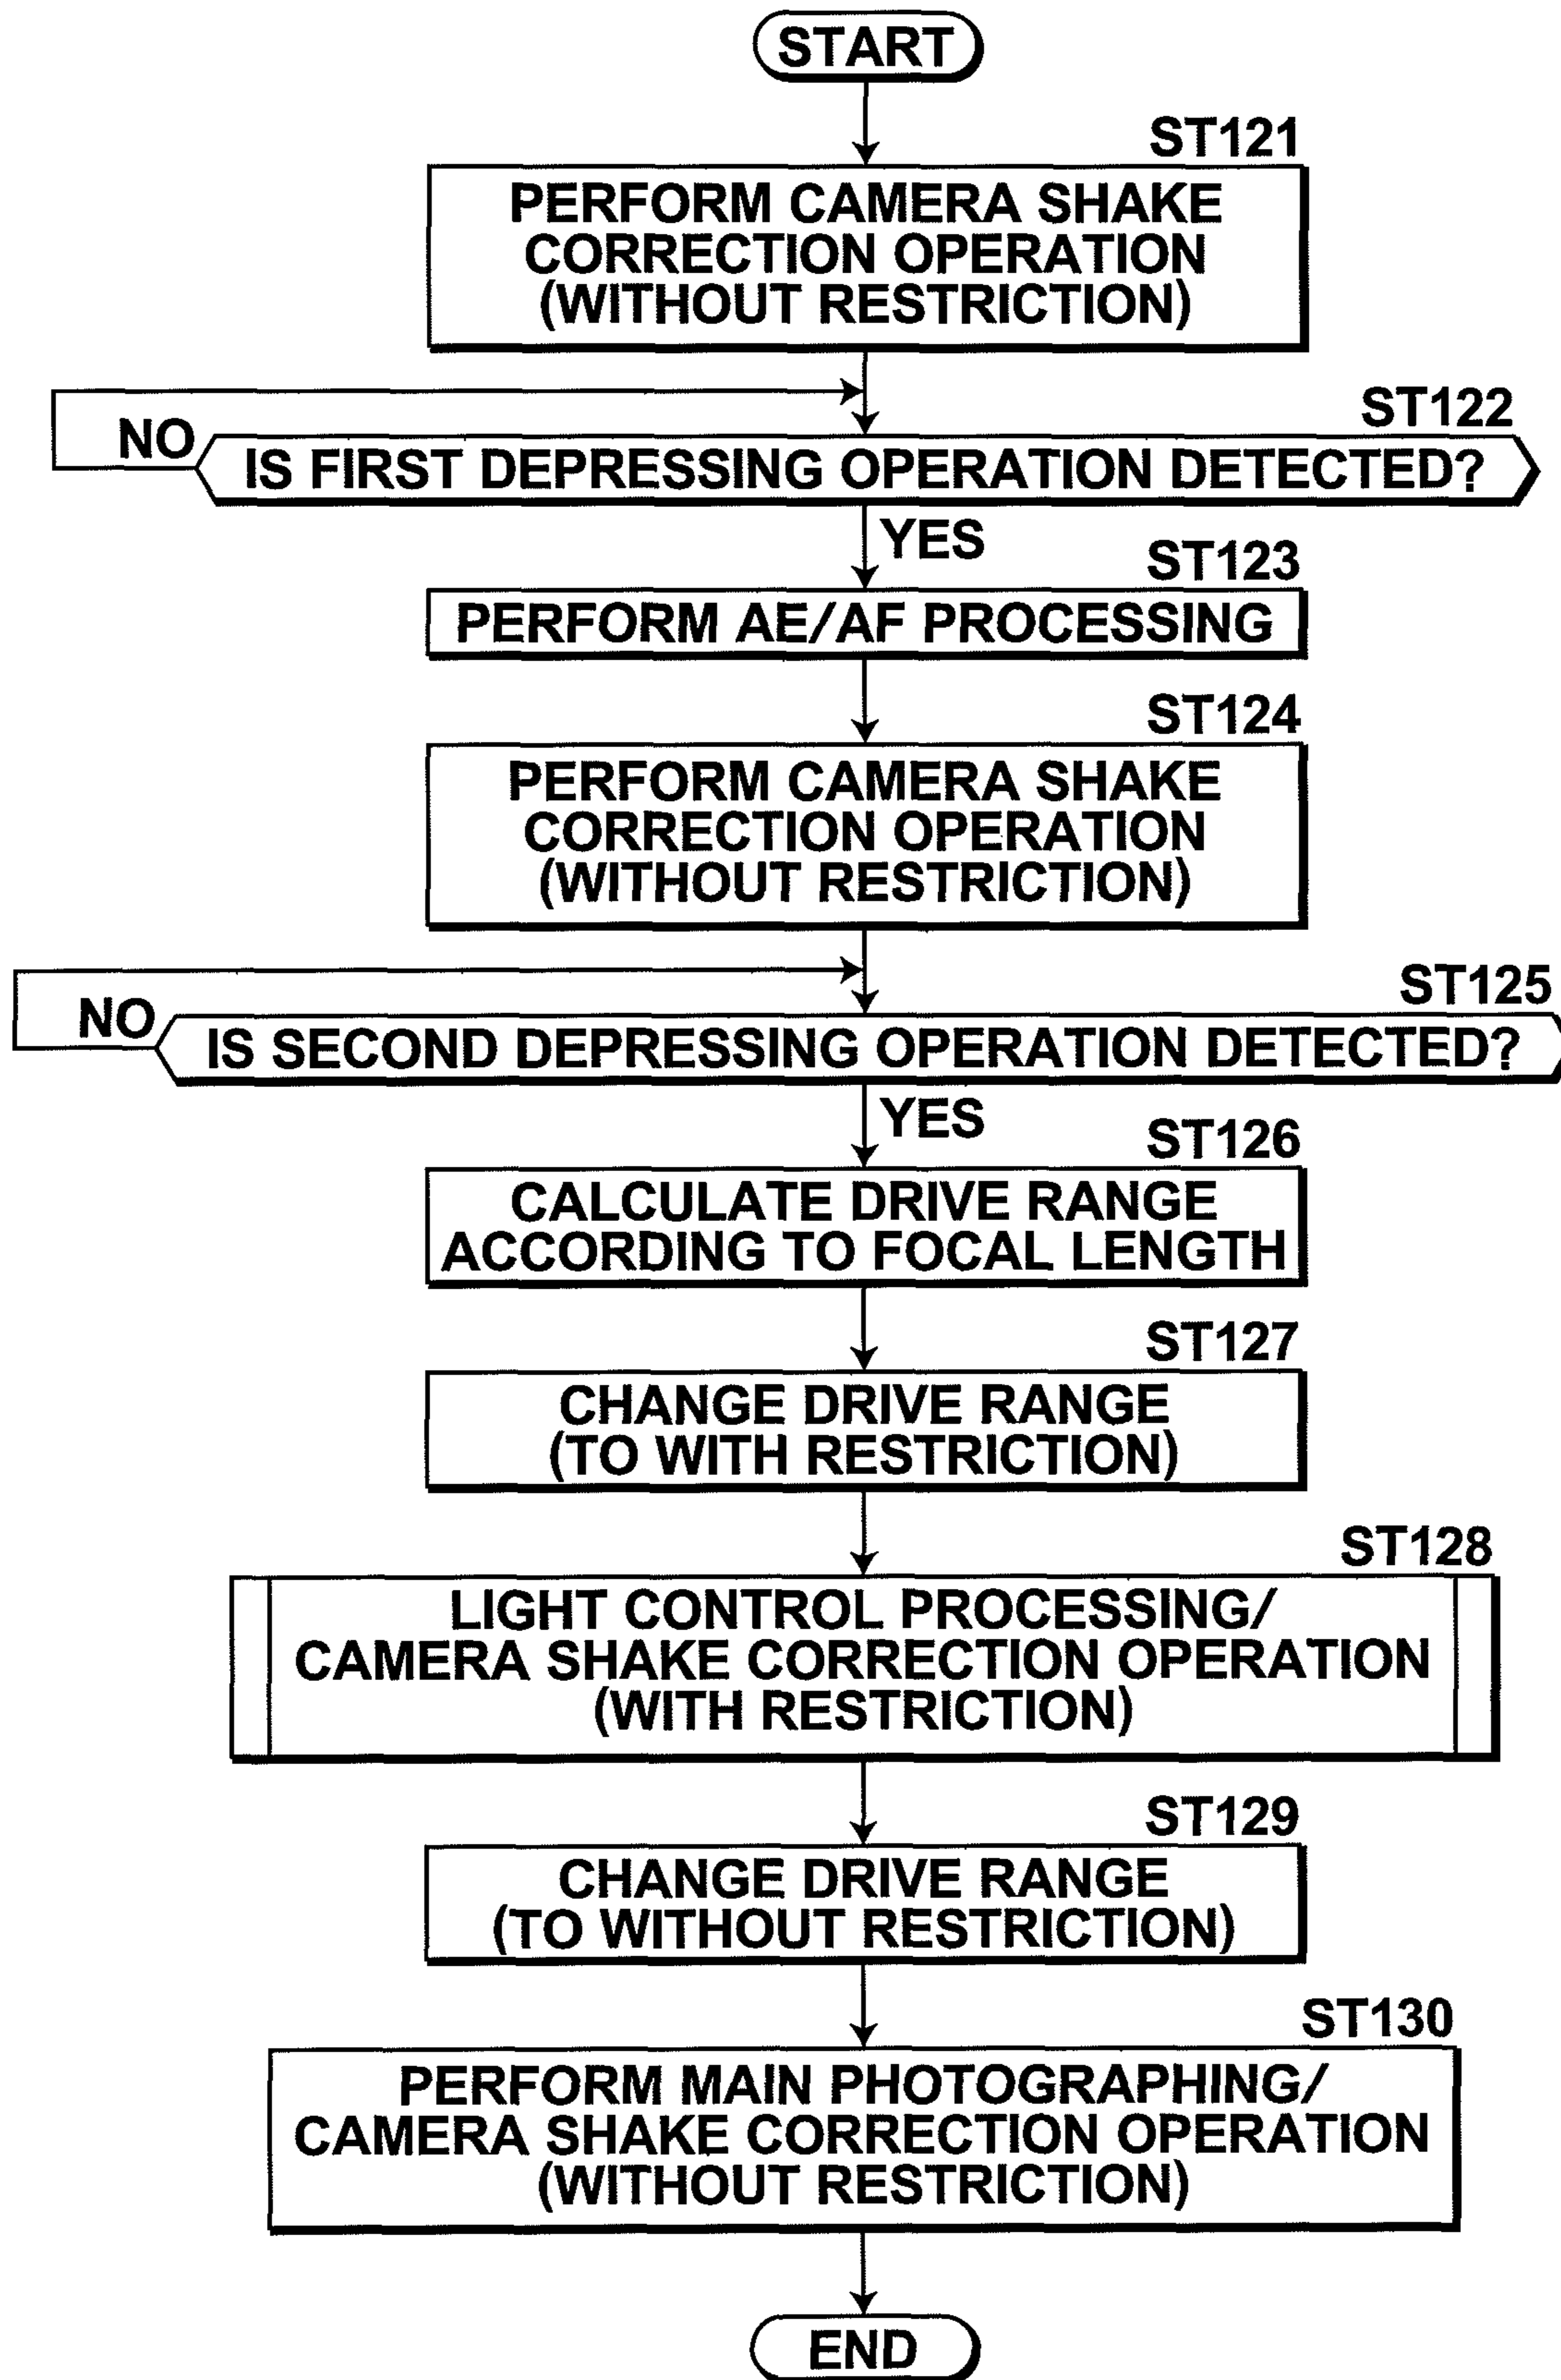 START
ST121
PERFORM CAMERA SHAKE
CORRECTION OPERATION
(WITHOUT RESTRICTION)
ST122
NO
IS FIRST DEPRESSING OPERATION DETECTED?
YES
ST123
PERFORM AE/AF PROCESSING
ST124
PERFORM CAMERA SHAKE
CORRECTION OPERATION
(WITHOUT RESTRICTION)
ST125
NO
IS SECOND DEPRESSING OPERATION DETECTED?
YES
ST126
CALCULATE DRIVE RANGE
ACCORDING TO FOCAL LENGTH
ST127
CHANGE DRIVE RANGE
(TO WITH RESTRICTION)
ST128
LIGHT CONTROL PROCESSING/
CAMERA SHAKE CORRECTION OPERATION
(WITH RESTRICTION)
ST129
CHANGE DRIVE RANGE
(TO WITHOUT RESTRICTION)
ST130
PERFORM MAIN PHOTOGRAPHING/
CAMERA SHAKE CORRECTION OPERATION
(WITHOUT RESTRICTION)
END